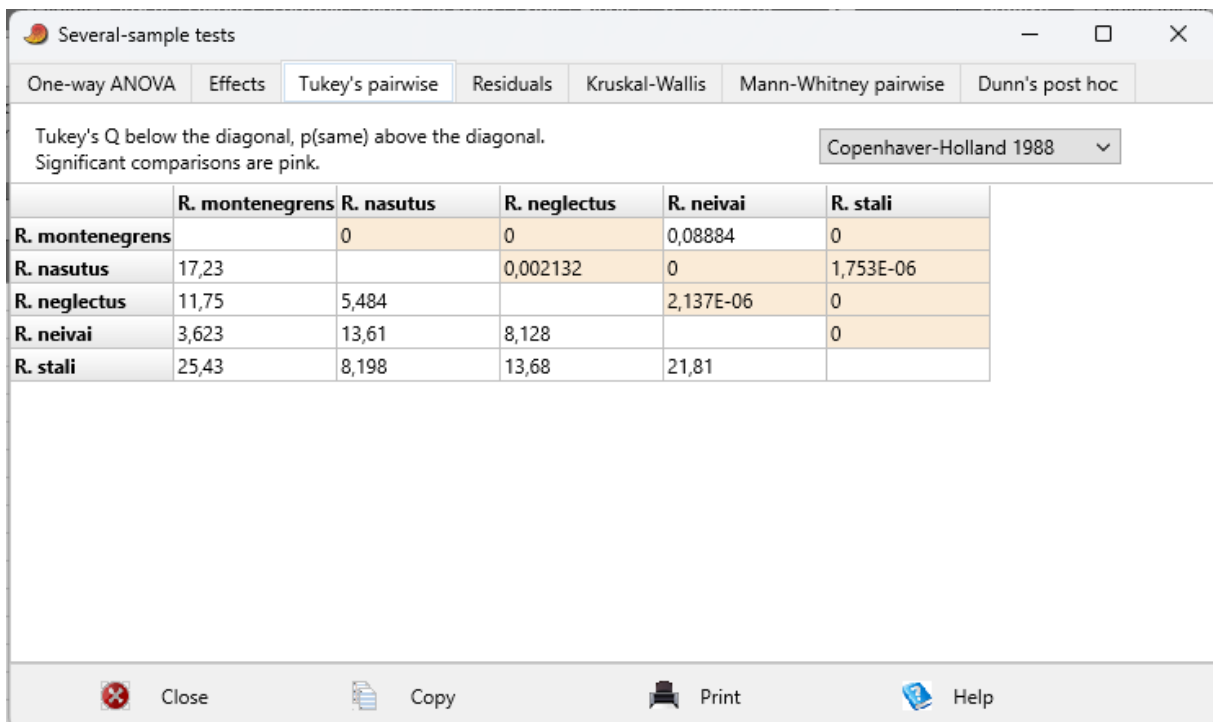 Several-sample tests
One-way ANOVA Effects Tukey's pairwise Residuals Kruskal-Wallis Mann-Whitney pairwise Dunn's post hoc
Tukey's Q below the diagonal, p(same) above the diagonal.
Significant comparisons are pink.
Copenhaver-Holland 1988
R. montenegrens R. nasutus R. neglectus R. neivai R. stali
R. montenegrens 0 0 0,08884 0
R. nasutus 17,23 0,002132 0 1,753E-06
R. neglectus 11,75 5,484 2,137E-06 0
R. neivai 3,623 13,61 8,128 0
R. stali 25,43 8,198 13,68 21,81
Close Copy Print Help